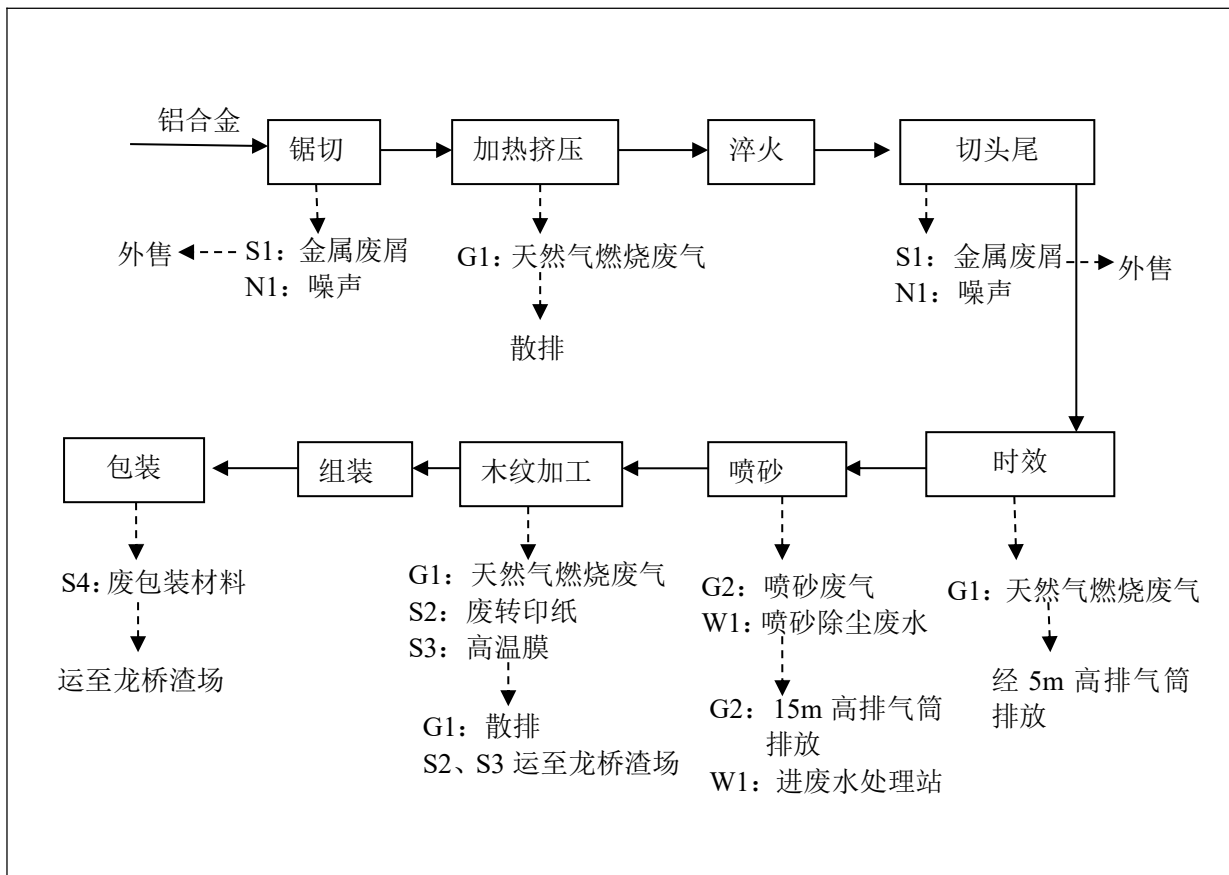 铝合金
锯切
加热挤压
淬火
切头尾
外售
S1：金属废屑
N1：噪声
G1：天然气燃烧废气
散排
S1：金属废屑
N1：噪声
外售
包装
组装
木纹加工
喷砂
时效
S4：废包装材料
运至龙桥渣场
G1：天然气燃烧废气
S2：废转印纸
S3：高温膜
G1：散排
S2、S3 运至龙桥渣场
G2：喷砂废气
W1：喷砂除尘废水
G2：15m 高排气筒
排放
W1：进废水处理站
G1：天然气燃烧废气
经 5m 高排气筒
排放